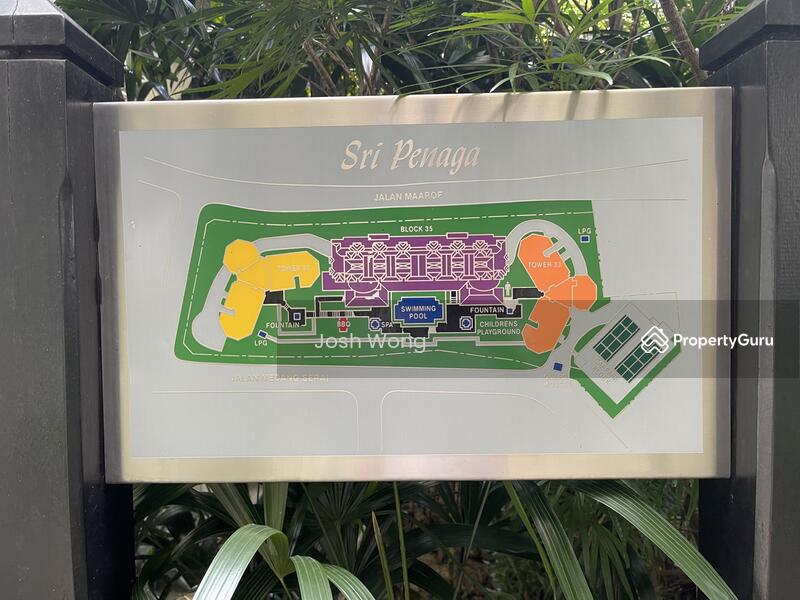 Sri Penaga
JALAN MAAROF
BLOCK 35
LPG
TOWER 33
SWIMMING
POOL
FOUNTAIN
FOUNTAIN
BBQ
SPA
CHILDRENS
PLAYGROUND
LPG
Josh Wong
PropertyGuru